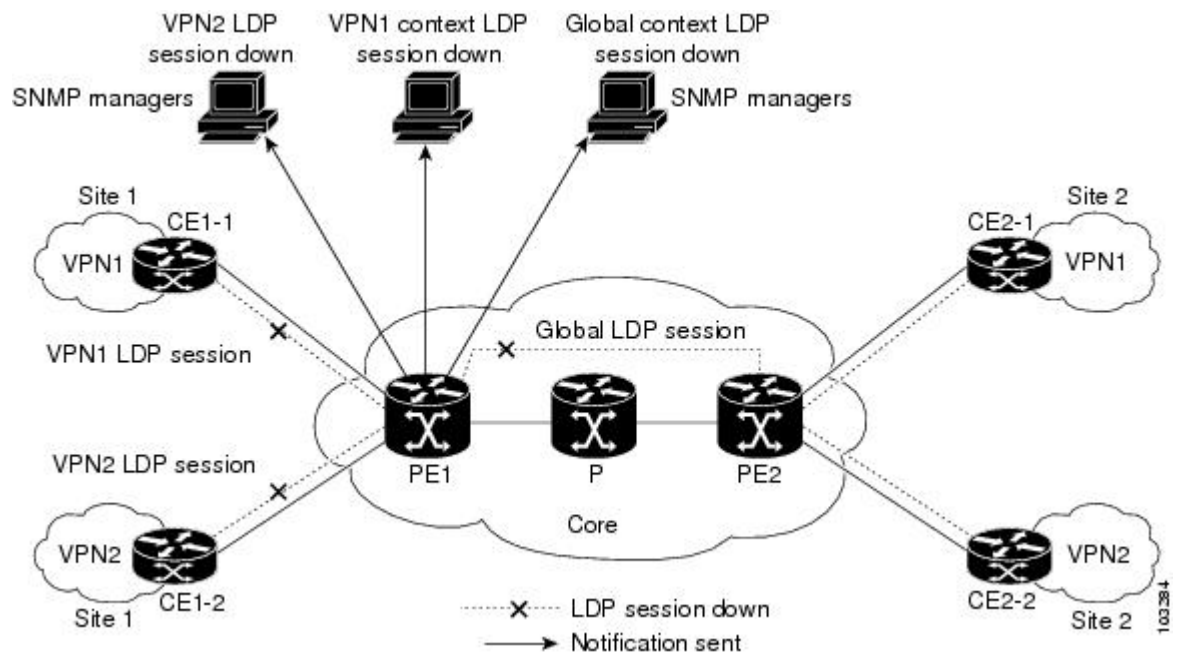 VPN2 LDP
session down
VPN1 context LDP
session down
Global context LDP
session down
SNMP managers
SNMP managers
Site 1
CE1-1
VPN1
CE2-1
Site 2
VPN1
Global LDP session
VPN1 LDP session
VPN2 LDP session
PE1
P
PE2
Core
VPN2
CE1-2
Site 1
CE2-2
VPN2
Site 2
LDP session down
Notification sent
103284